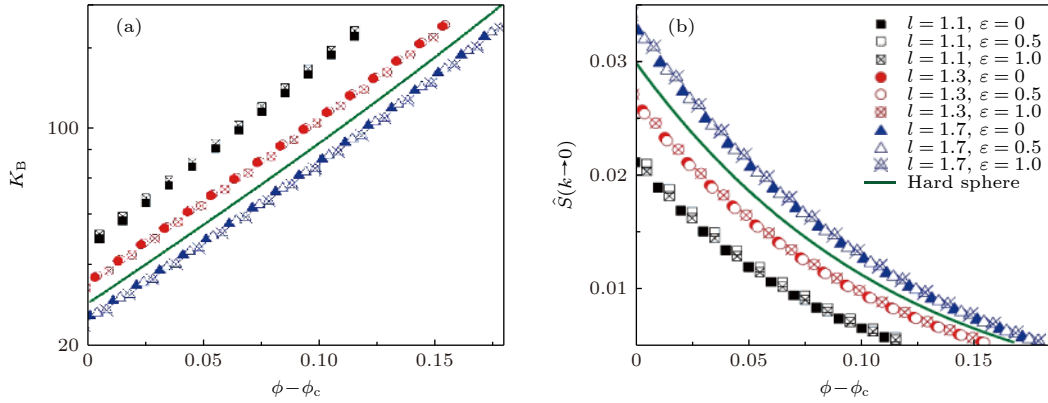 (a)
100
20
K_B
0
0.05
0.10
0.15
ϕ−ϕ_c
(b)
0.03
0.02
0.01
Ŝ(k→0)
0
0.05
0.10
0.15
ϕ−ϕ_c
l=1.1, ε=0
l=1.1, ε=0.5
l=1.1, ε=1.0
l=1.3, ε=0
l=1.3, ε=0.5
l=1.3, ε=1.0
l=1.7, ε=0
l=1.7, ε=0.5
l=1.7, ε=1.0
Hard sphere